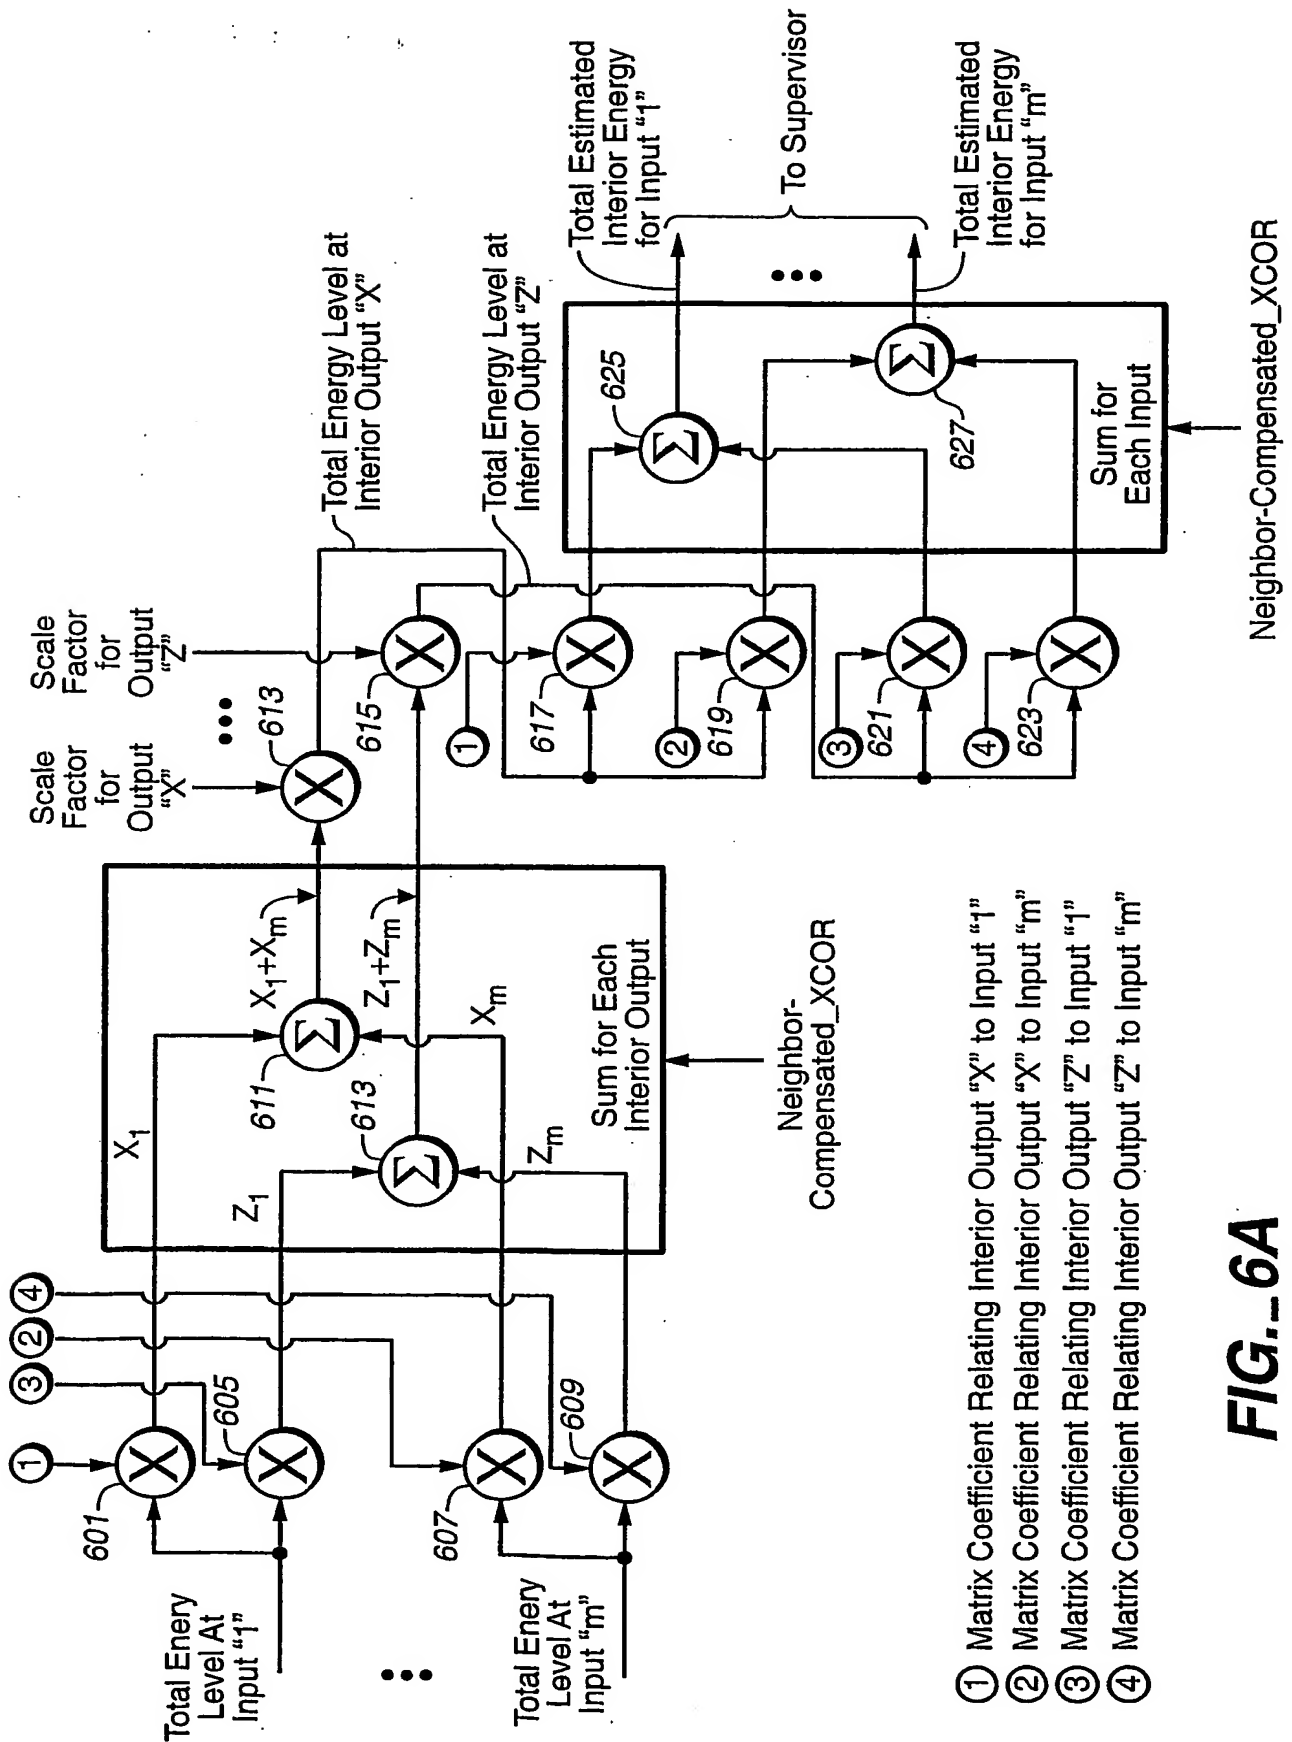 Total Enery
Level At
Input “1”
•••
Total Enery
Level At
Input “m”
1
3
2
4
601
X
605
X
607
X
609
X
X1
Z1
611
Σ
613
Σ
Zm
Xm
X1+Xm
Z1+Zm
Sum for Each
Interior Output
Neighbor-
Compensated_XCOR
Scale
Factor
for
Output
“X”
•••
Scale
Factor
for
Output
“Z”
613
X
615
X
Total Energy Level at
Interior Output “X”
Total Energy Level at
Interior Output “Z”
1
617
X
2
619
X
3
621
X
4
623
X
625
Σ
627
Σ
Sum for
Each Input
Neighbor-Compensated_XCOR
Total Estimated
Interior Energy
for Input “1”
•••
To Supervisor
Total Estimated
Interior Energy
for Input “m”
1 Matrix Coefficient Relating Interior Output “X” to Input “1”
2 Matrix Coefficient Relating Interior Output “X” to Input “m”
3 Matrix Coefficient Relating Interior Output “Z” to Input “1”
4 Matrix Coefficient Relating Interior Output “Z” to Input “m”
FIG._6A